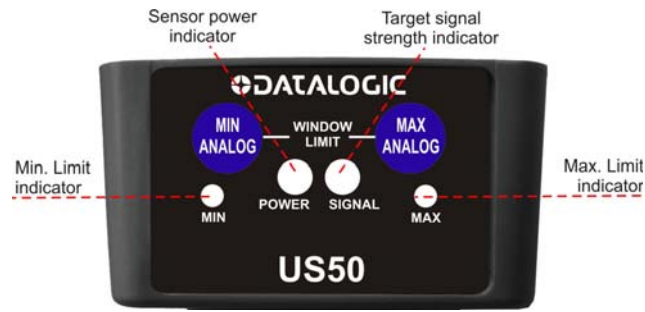 Sensor power
indicator
Target signal
strength indicator
DATALOGIC
MIN
ANALOG
WINDOW
LIMIT
MAX
ANALOG
Min. Limit
indicator
Max. Limit
indicator
MIN
POWER
SIGNAL
MAX
US50